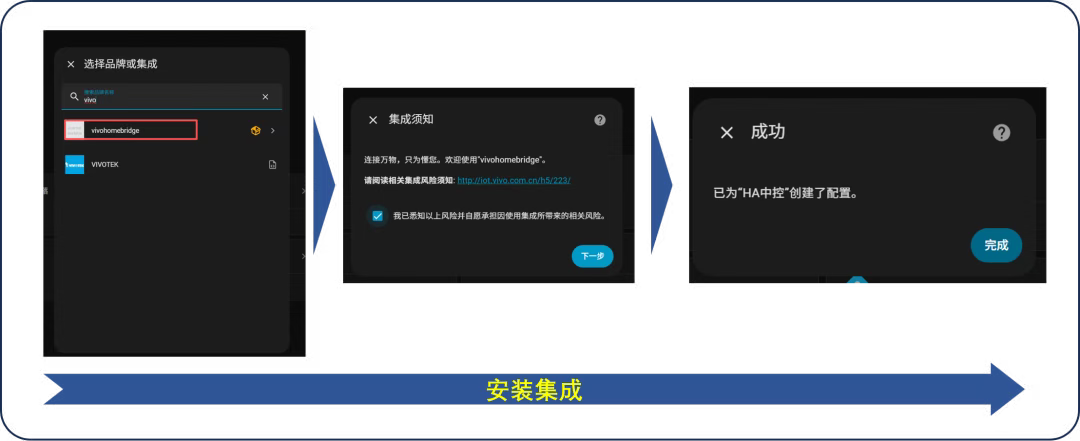 选择品牌或集成
搜索品牌名称
vivo
vivohomebridge
VIVOTEK
集成须知
连接万物，只为懂您。欢迎使用"vivohomebridge"。
请阅读相关集成风险须知: http://iot.vivo.com.cn/h5/223/
我已悉知以上风险并自愿承担因使用集成所带来的相关风险。
下一步
成功
已为"HA中控"创建了配置。
完成
安装集成